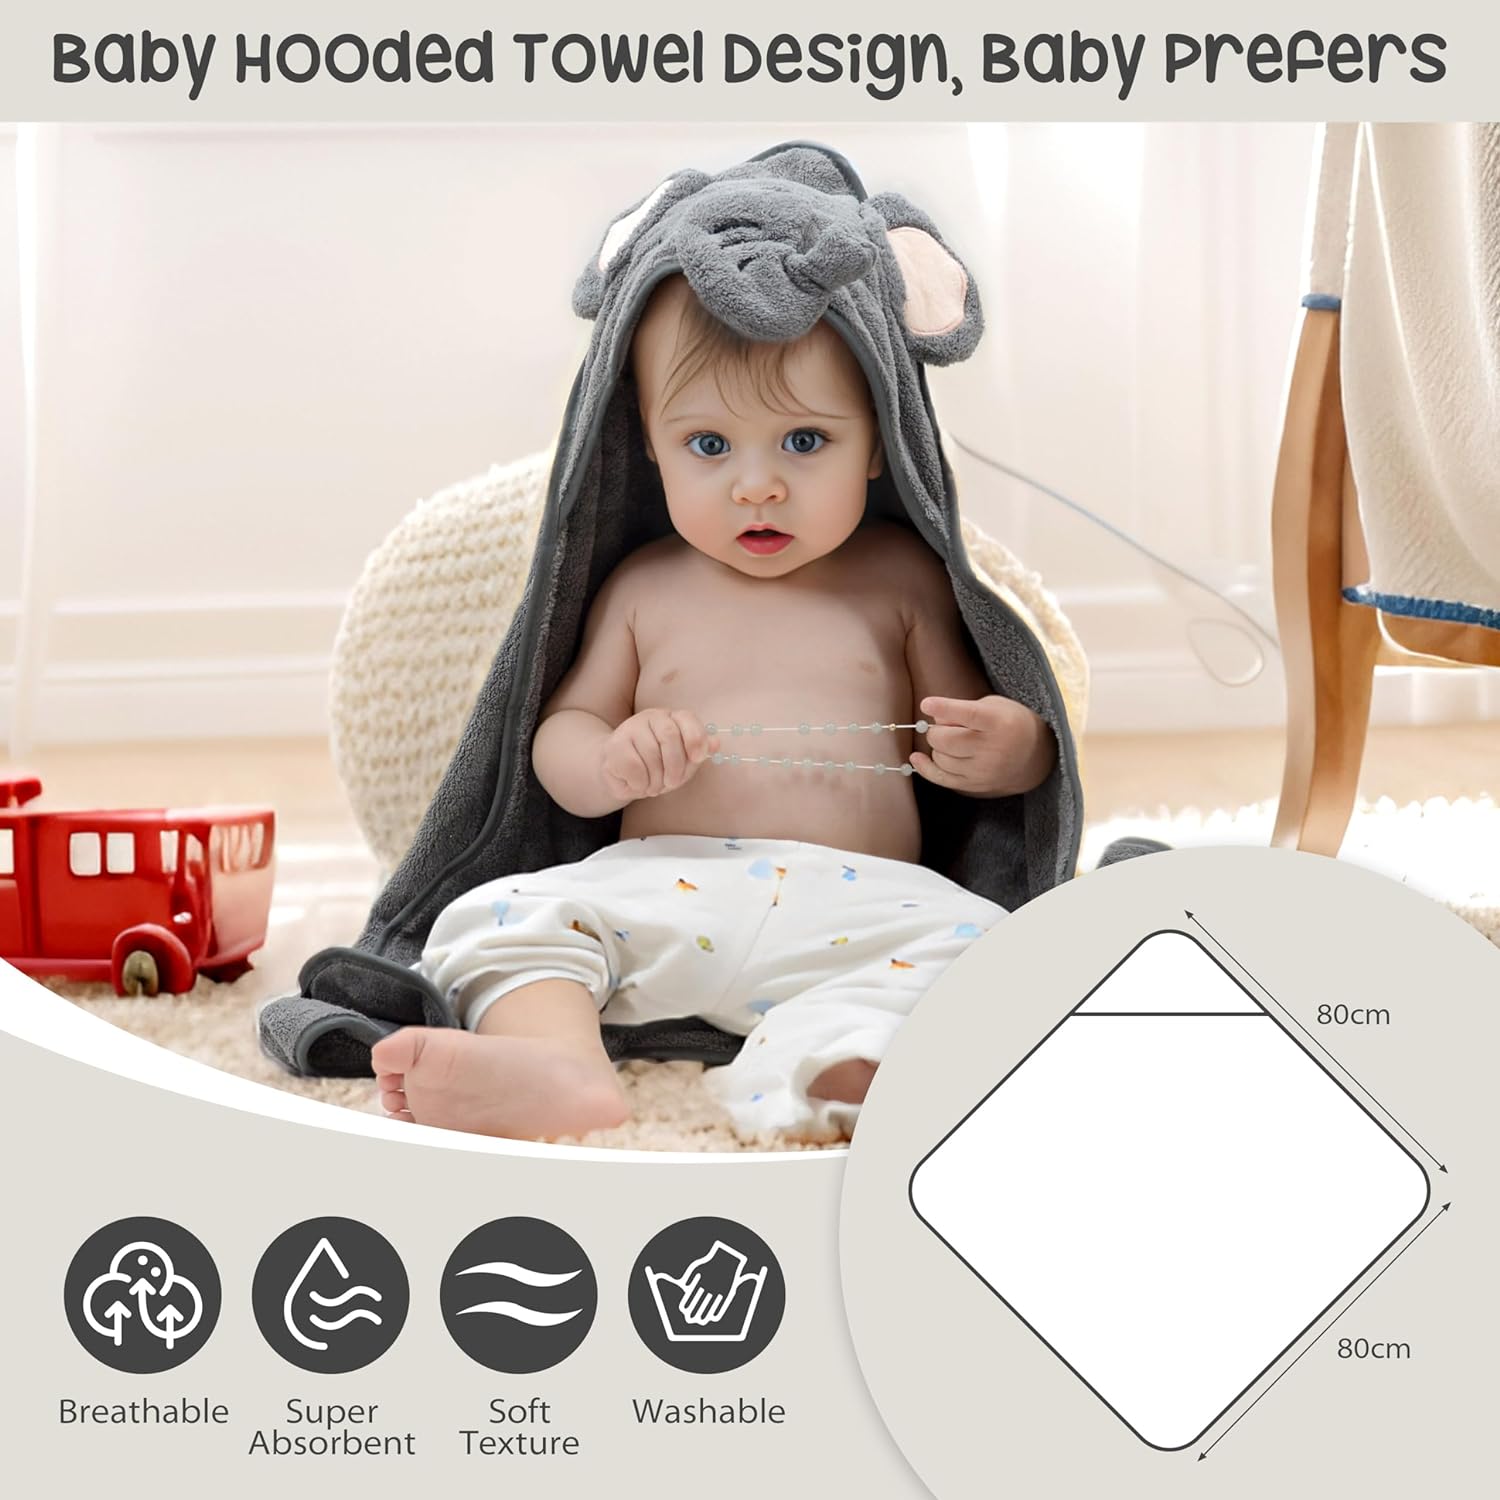 Baby Hooded Towel Design, Baby Prefers
80cm
80cm
Breathable
Super
Absorbent
Soft
Texture
Washable